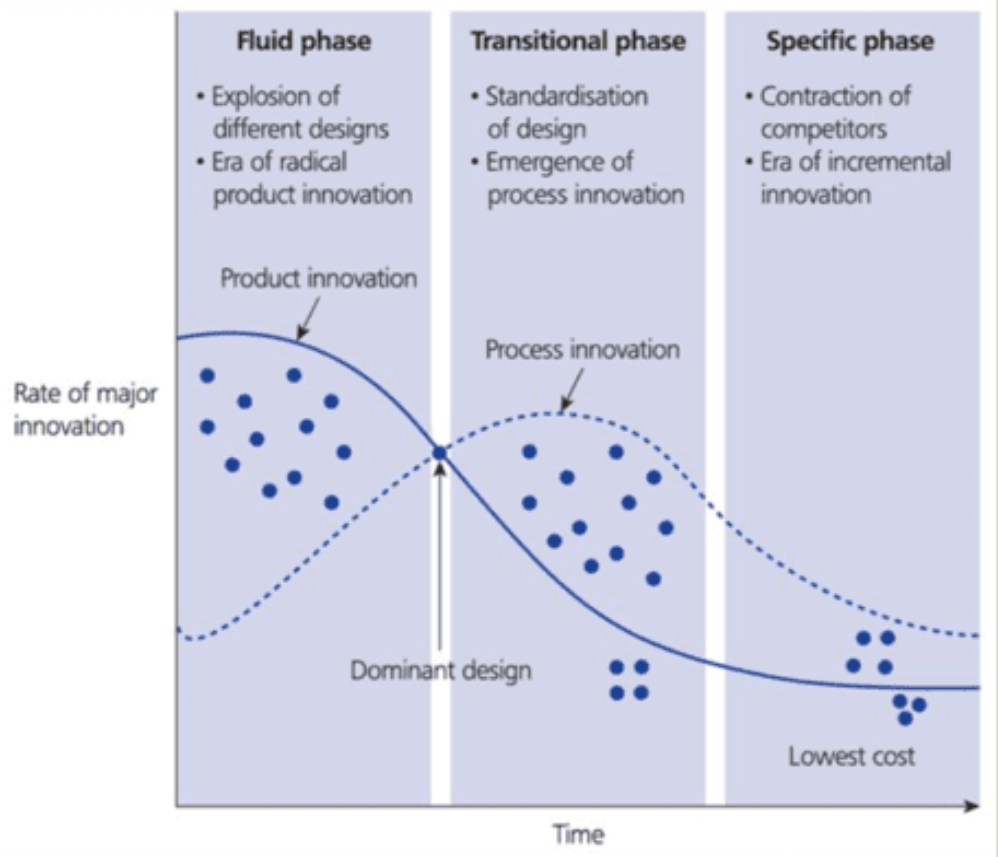 Fluid phase
• Explosion of
different designs
• Era of radical
product innovation
Transitional phase
• Standardisation
of design
• Emergence of
process innovation
Specific phase
• Contraction of
competitors
• Era of incremental
innovation
Product innovation
Process innovation
Rate of major
innovation
Dominant design
Lowest cost
Time